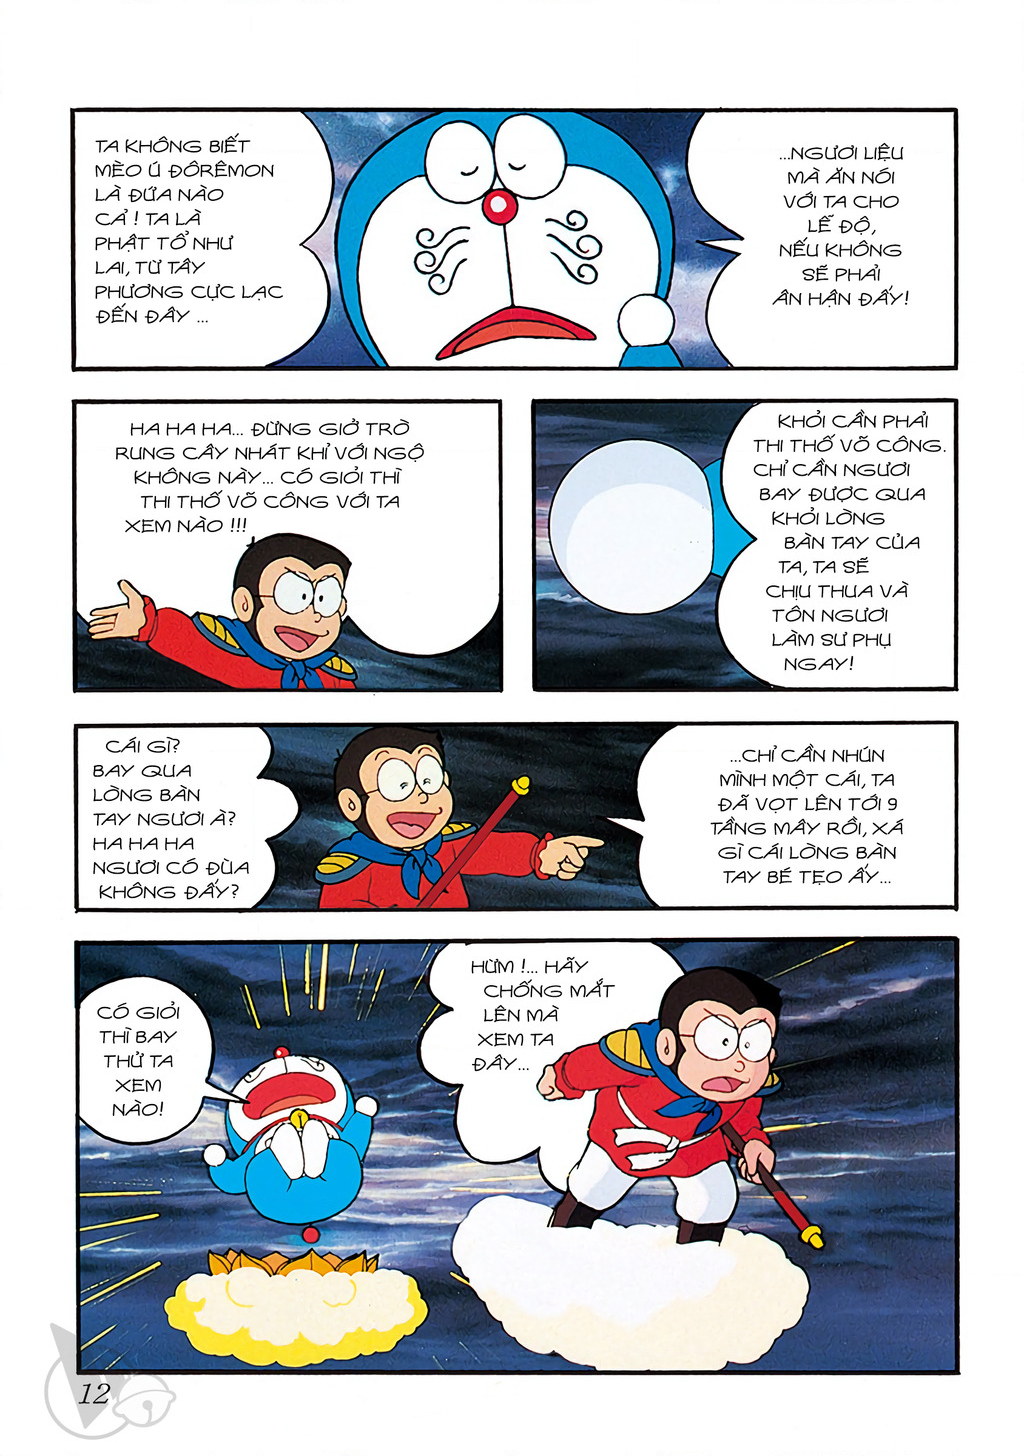 TA KHÔNG BIẾT
MÈO Ú ĐÔRÊMON
LÀ ĐỨA NÀO
CẢ ! TA LÀ
PHẬT TỔ NHƯ
LAI, TỪ TÂY
PHƯƠNG CỰC LẠC
ĐẾN ĐÂY ...
...NGƯƠI LIỆU
MÀ ĂN NÓI
VỚI TA CHO
LỄ ĐỘ,
NẾU KHÔNG
SẼ PHẢI
ÂN HẬN ĐẤY!
HA HA HA... ĐỪNG GIỞ TRÒ
RUNG CÂY NHÁT KHỈ VỚI NGỘ
KHÔNG NÀY... CÓ GIỎI THÌ
THI THỐ VÕ CÔNG VỚI TA
XEM NÀO !!!
KHỎI CẦN PHẢI
THI THỐ VÕ CÔNG.
CHỈ CẦN NGƯƠI
BAY ĐƯỢC QUA
KHỎI LÒNG
BÀN TAY CỦA
TA, TA SẼ
CHỊU THUA VÀ
TÔN NGƯƠI
LÀM SƯ PHỤ
NGAY!
CÁI GÌ?
BAY QUA
LÒNG BÀN
TAY NGƯƠI À?
HA HA HA
NGƯƠI CÓ ĐÙA
KHÔNG ĐẤY?
...CHỈ CẦN NHÚN
MÌNH MỘT CÁI, TA
ĐÃ VỌT LÊN TỚI 9
TẦNG MÂY RỒI, XÁ
GÌ CÁI LÒNG BÀN
TAY BÉ TẸO ẤY...
CÓ GIỎI
THÌ BAY
THỬ TA
XEM
NÀO!
HỪM !... HÃY
CHỐNG MẮT
LÊN MÀ
XEM TA
ĐÂY...
12